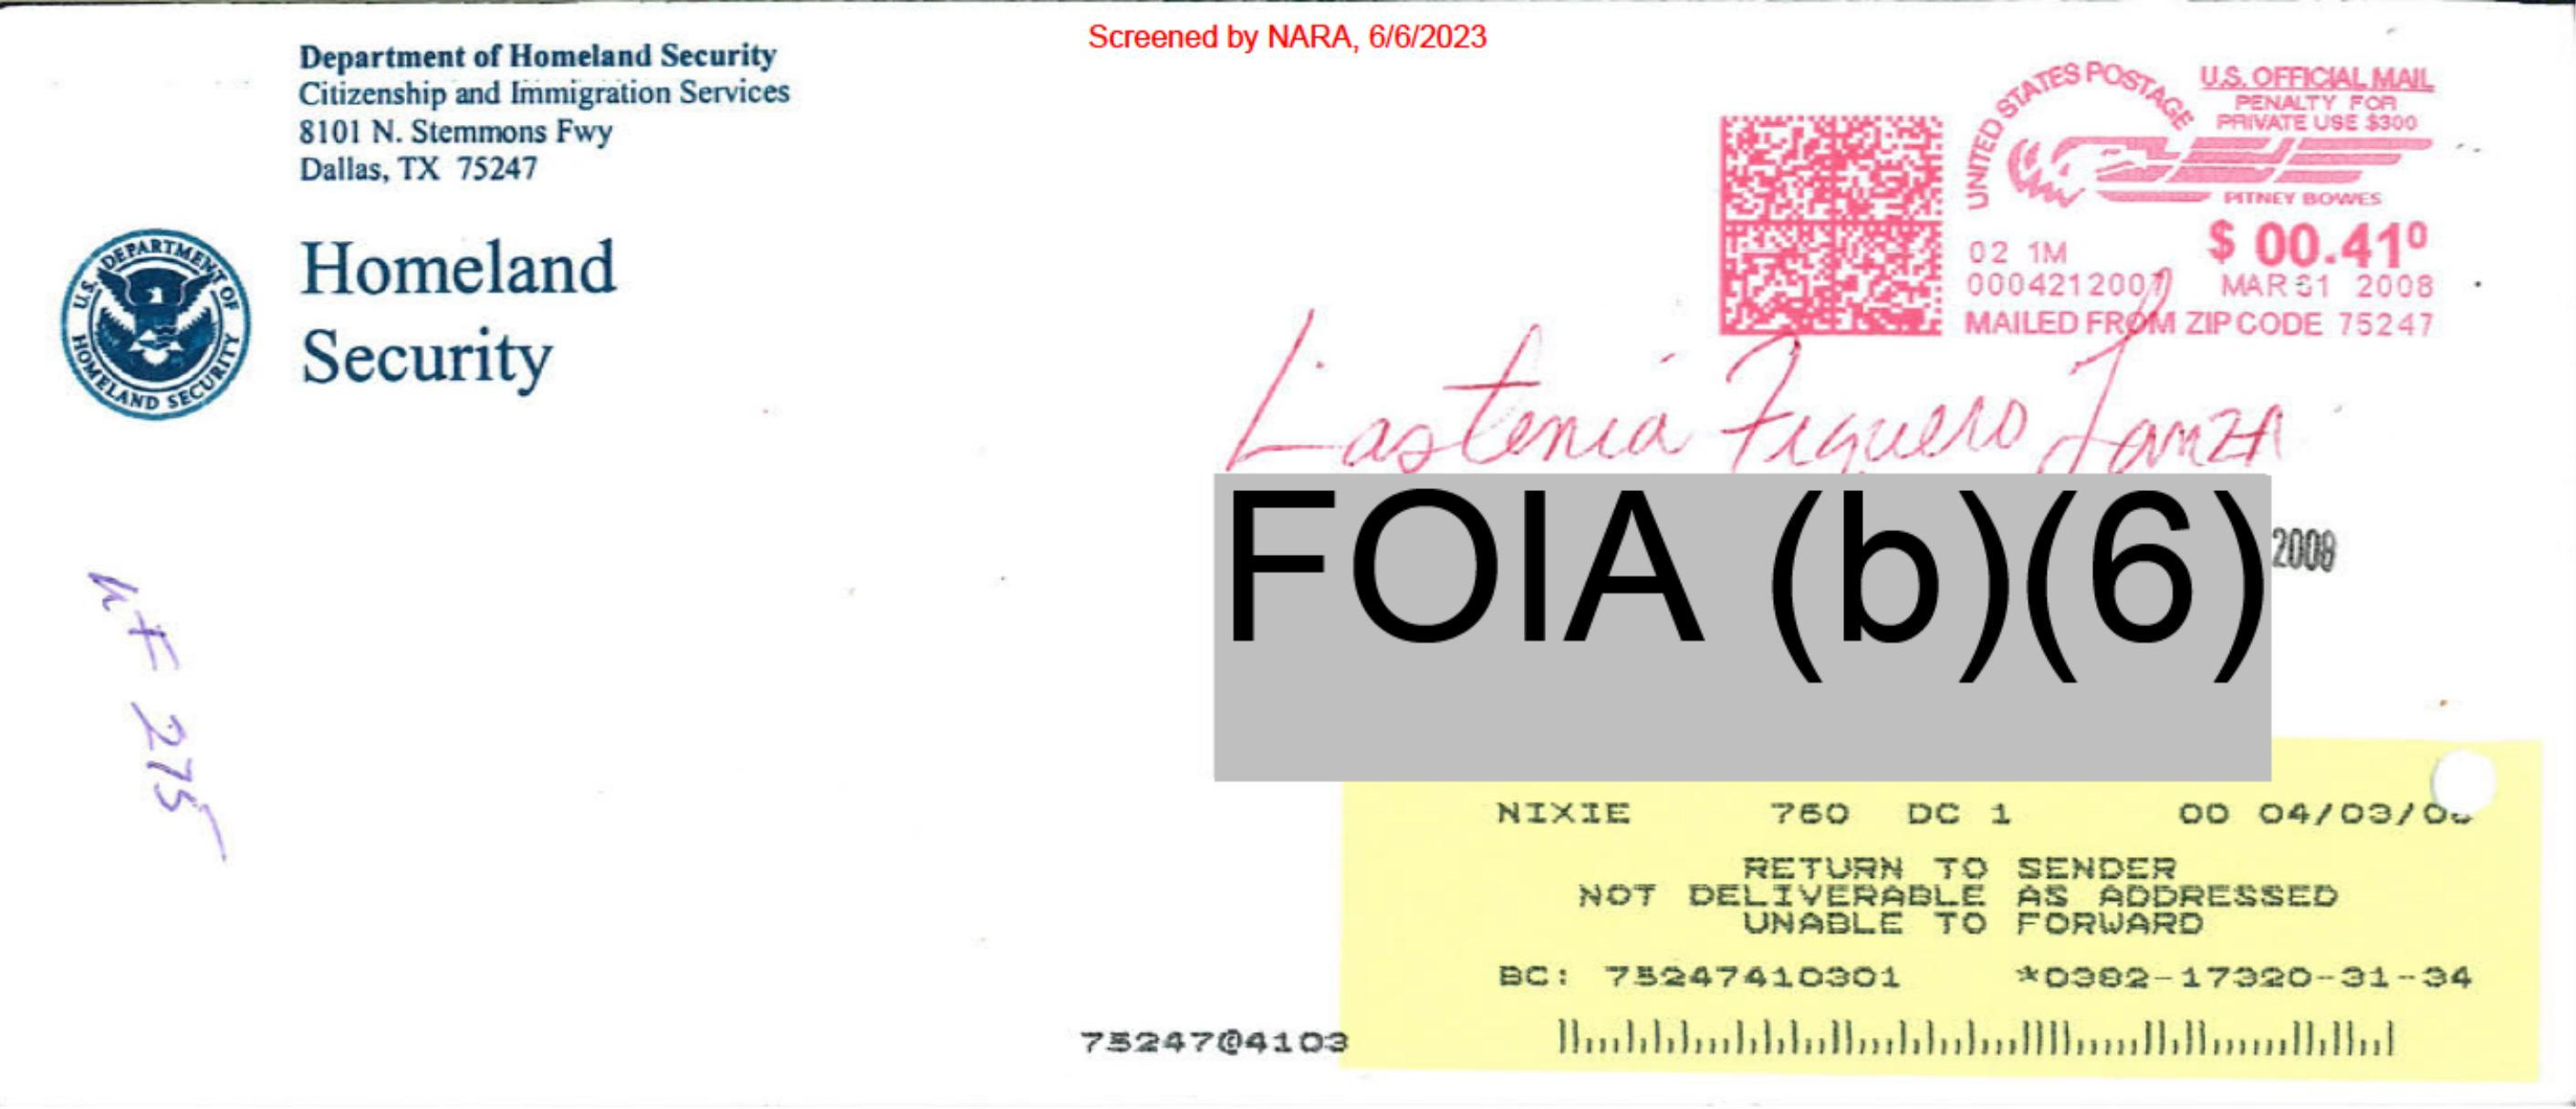 Screened by NARA, 6/6/2023
Department of Homeland Security
Citizenship and Immigration Services
8101 N. Stemmons Fwy
Dallas, TX 75247
U.S. DEPARTMENT OF HOMELAND SECURITY
Homeland
Security
UNITED STATES POSTAGE
U.S. OFFICIAL MAIL
PENALTY FOR
PRIVATE USE $300
PITNEY BOWES
02 1M
$ 00.41⁰
0004212007
MAR 31 2008
MAILED FROM ZIP CODE 75247
Lastenia Figuero Lanza
FOIA (b)(6)
2008
275
NIXIE 750 DC 1 00 04/03/0
RETURN TO SENDER
NOT DELIVERABLE AS ADDRESSED
UNABLE TO FORWARD
BC: 75247410301 *0382-17320-31-34
75247@4103